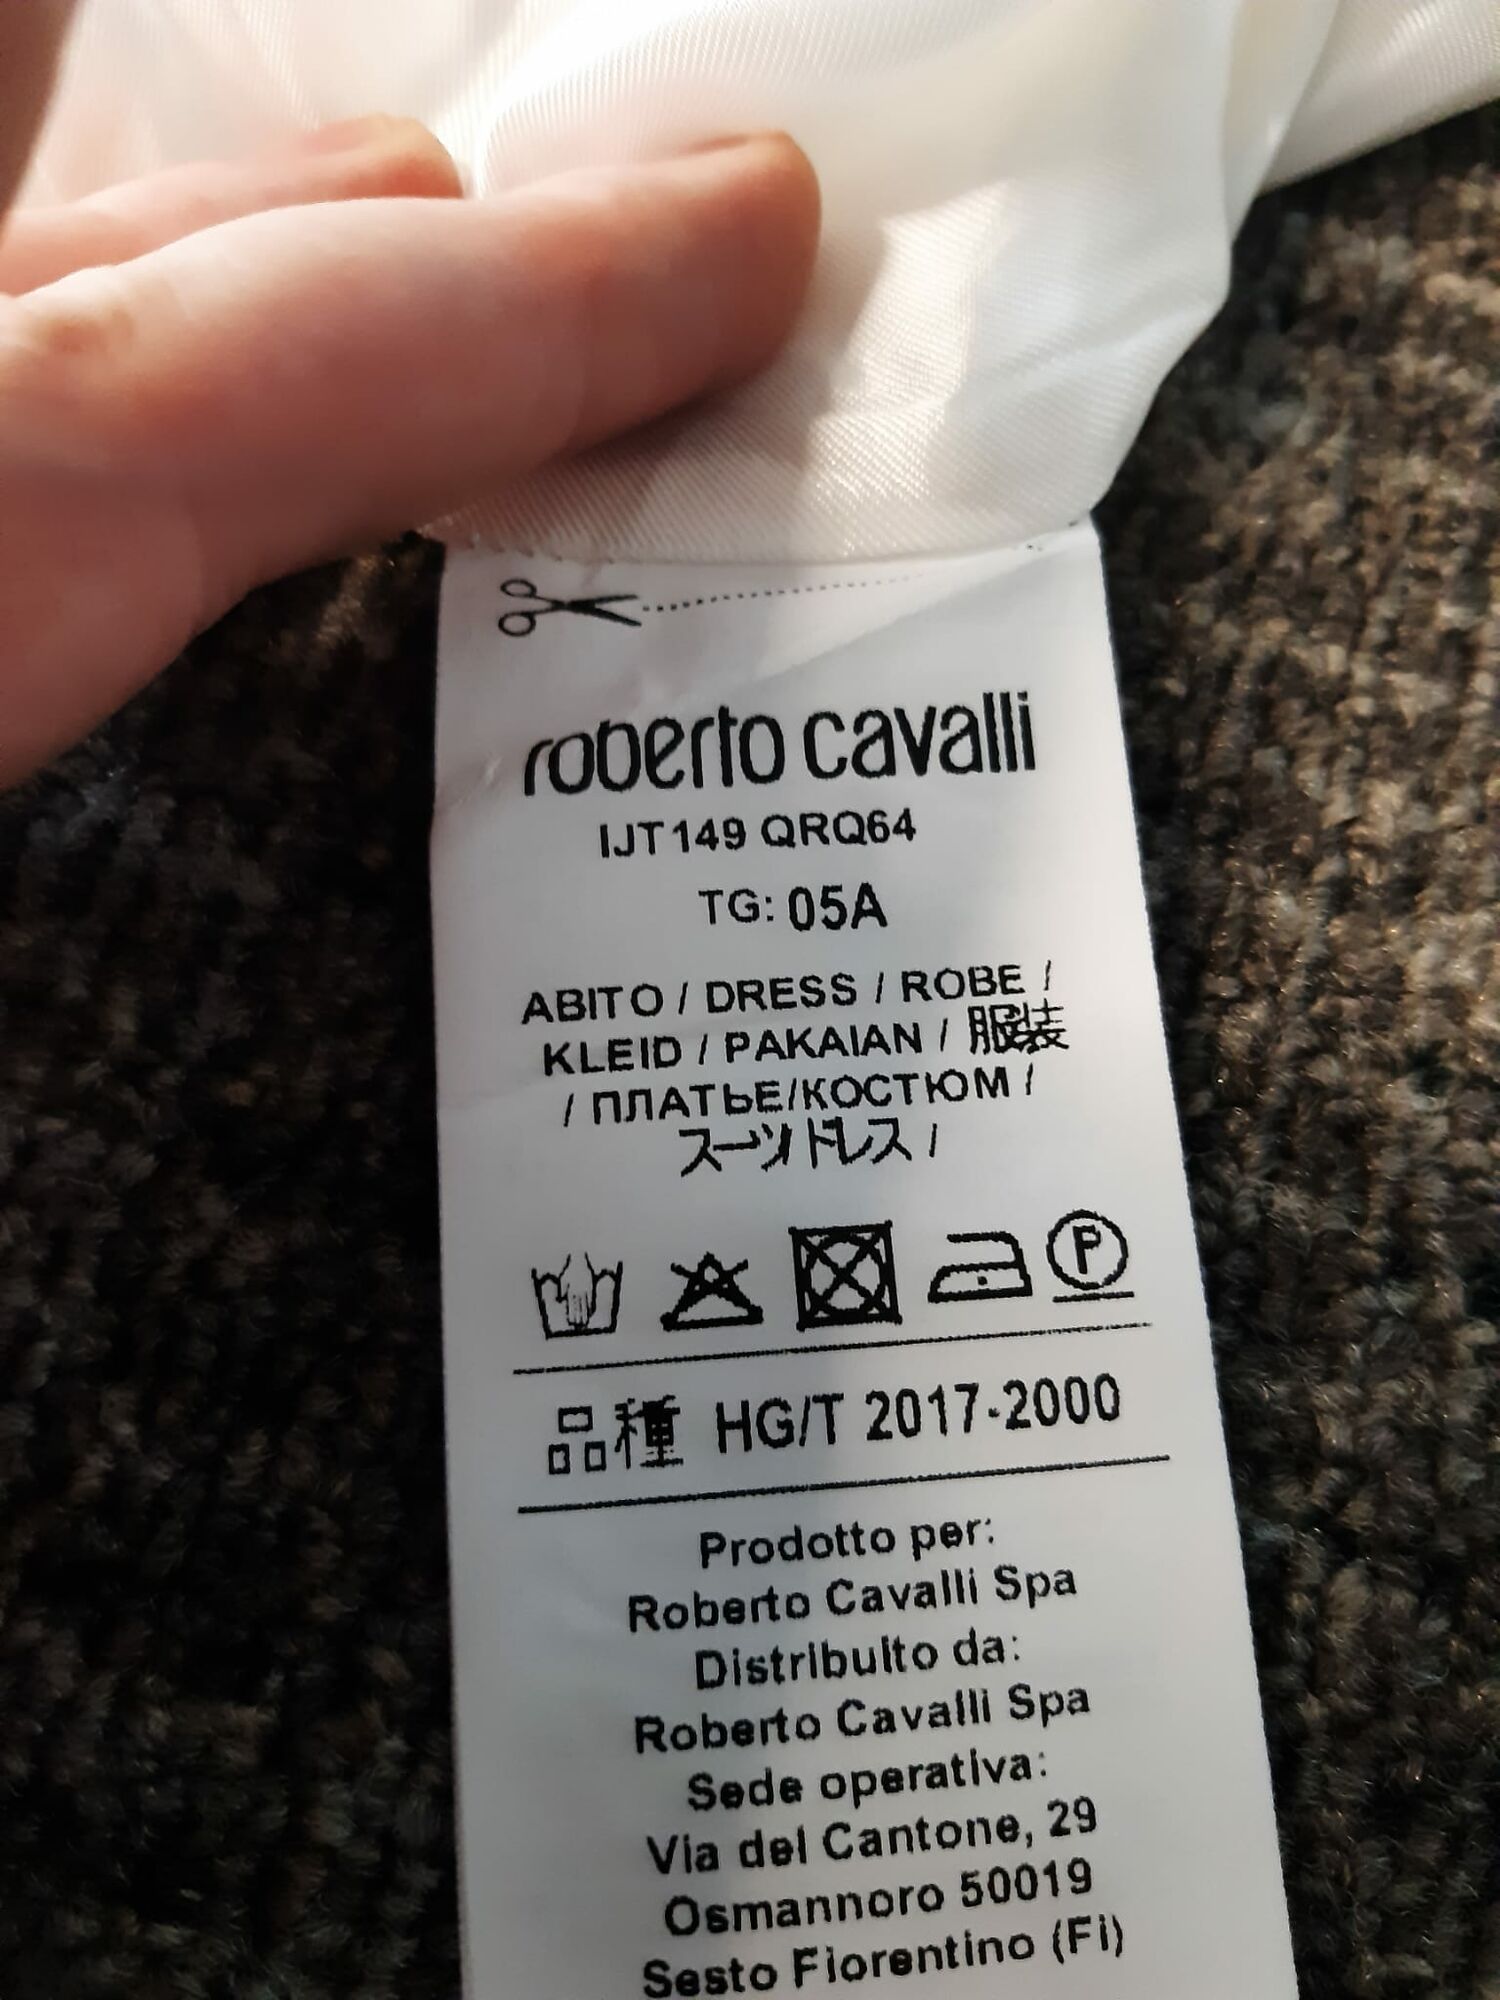 roberto cavalli
IJT149 QRQ64
TG: 05A
ABITO / DRESS / ROBE /
KLEID / PAKAIAN / 服装
/ ПЛАТЬЕ/КОСТЮМ /
スーツ ドレス /
P
品種 HG/T 2017-2000
Prodotto per:
Roberto Cavalli Spa
Distribuito da:
Roberto Cavalli Spa
Sede operativa:
Via del Cantone, 29
Osmannoro 50019
Sesto Fiorentino (Fi)